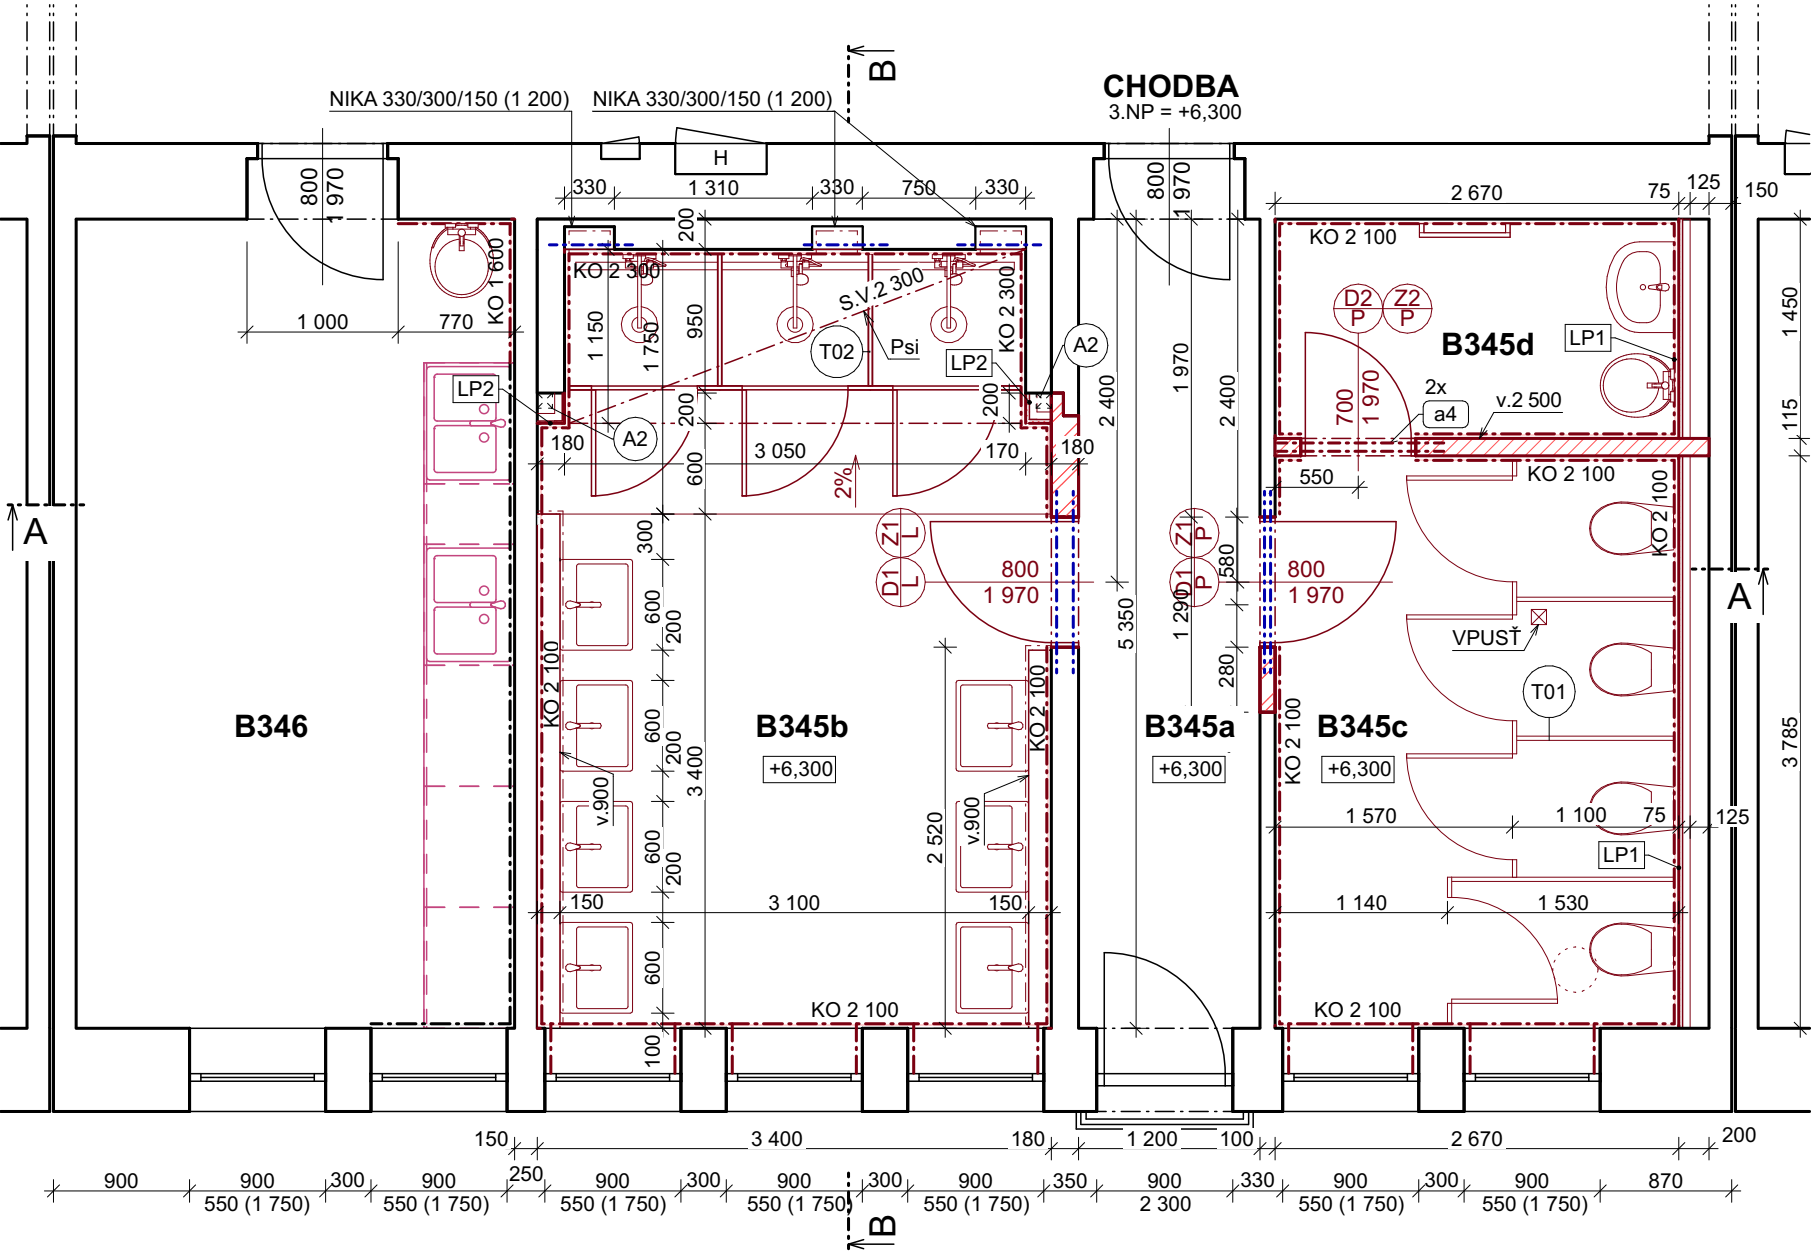 B
CHODBA
3.NP = +6,300
NIKA 330/300/150 (1 200)
NIKA 330/300/150 (1 200)
H
800
1 970
800
1 970
330
1 310
330
750
330
200
2 670
75
125
150
KO 2 100
KO 1 600
KO 2 300
S.V.2 300
KO 2 300
1 000
770
1 150
1 750
950
T02
Psi
LP2
A2
LP2
A2
D2
P
Z2
P
B345d
LP1
1 450
1 970
2 400
2 400
700
1 970
2x
a4
v.2 500
115
200
200
180
3 050
170
180
600
2%
550
KO 2 100
KO 2 100
A
A
300
Z1
L
D1
L
800
1 970
Z1
P
D1
P
580
800
1 970
1 290
5 350
280
VPUSŤ
T01
600
200
600
200
600
200
600
100
KO 2 100
KO 2 100
KO 2 100
B346
B345b
+6,300
B345a
+6,300
B345c
+6,300
3 785
v.900
3 400
2 520
v.900
1 570
1 100
75
125
LP1
150
3 100
150
1 140
1 530
KO 2 100
KO 2 100
150
3 400
180
1 200
100
2 670
200
900
900
300
900
250
900
300
900
300
900
350
900
330
900
300
900
870
550 (1 750)
550 (1 750)
550 (1 750)
550 (1 750)
550 (1 750)
2 300
550 (1 750)
550 (1 750)
B